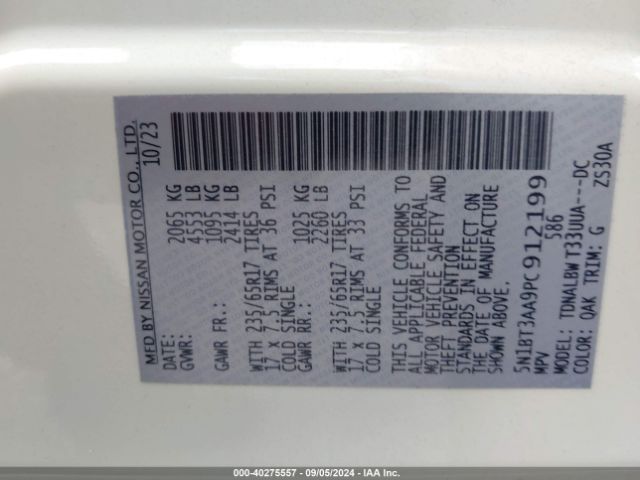 MFD BY NISSAN MOTOR CO., LTD.
DATE: 10/23
GVWR: 2065 KG
4553 LB
GAWR FR.: 1095 KG
2414 LB
WITH 235/65R17 TIRES
17 x 7.5 RIMS AT 36 PSI
COLD SINGLE
GAWR RR.: 1025 KG
2260 LB
WITH 235/65R17 TIRES
17 x 7.5 RIMS AT 33 PSI
COLD SINGLE
THIS VEHICLE CONFORMS TO
ALL APPLICABLE FEDERAL
MOTOR VEHICLE SAFETY AND
THEFT PREVENTION
STANDARDS IN EFFECT ON
THE DATE OF MANUFACTURE
SHOWN ABOVE.
5N1BT3AA9PC912199
MPV 586
MODEL: TDNALBW T33UUA---DC
COLOR: QAK TRIM: G ZS30A
000-40275557 - 09/05/2024 - IAA Inc.